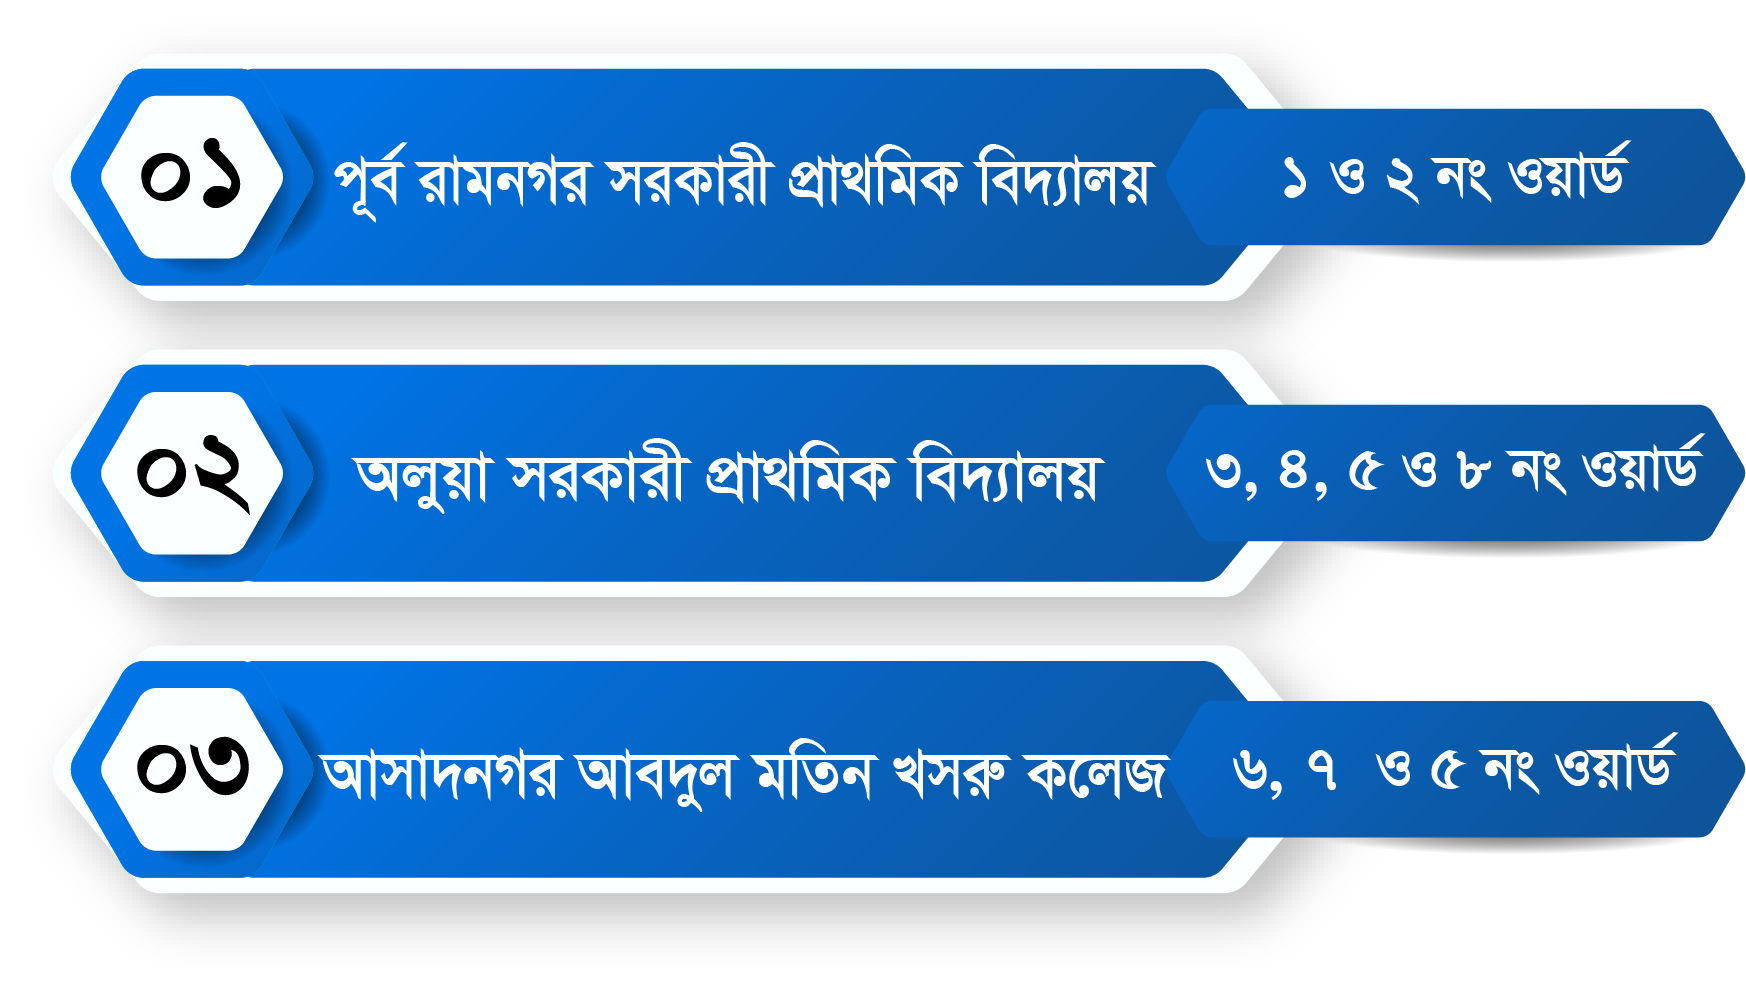 ০১ পূর্ব রামনগর সরকারী প্রাথমিক বিদ্যালয় ১ ও ২ নং ওয়ার্ড
০২ অলুয়া সরকারী প্রাথমিক বিদ্যালয় ৩, ৪, ৫ ও ৮ নং ওয়ার্ড
০৩ আসাদনগর আবদুল মতিন খসরু কলেজ ৬, ৭ ও ৫ নং ওয়ার্ড